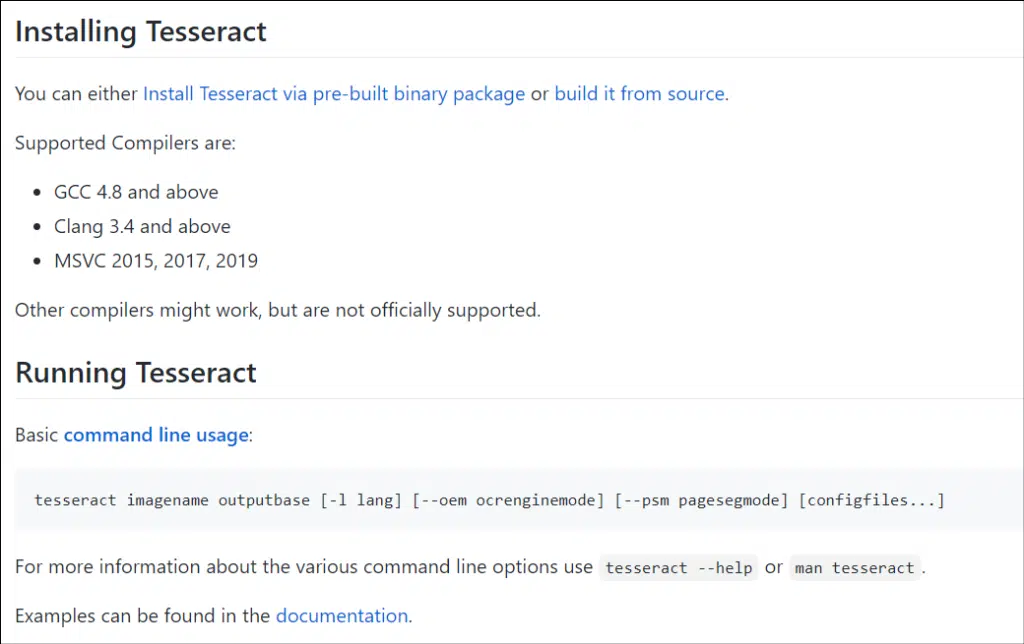 Installing Tesseract
You can either Install Tesseract via pre-built binary package or build it from source.
Supported Compilers are:
• GCC 4.8 and above
• Clang 3.4 and above
• MSVC 2015, 2017, 2019
Other compilers might work, but are not officially supported.
Running Tesseract
Basic command line usage:
tesseract imagename outputbase [-l lang] [--oem ocrenginemode] [--psm pagesegmode] [configfiles...]
For more information about the various command line options use tesseract --help or man tesseract.
Examples can be found in the documentation.